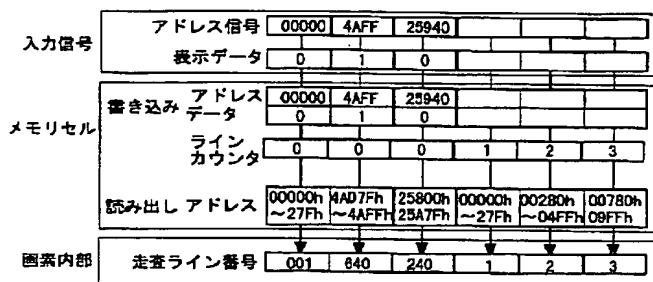 入力信号
アドレス信号 00000 4AFF 25940
表示データ 0 1 0
メモリセル
書き込み アドレス 00000 4AFF 25940
データ 0 1 0
ライン
カウンタ 0 0 0 1 2 3
読み出し アドレス 00000h 4AD7Fh 25800h 00000h 00280h 00780h
~27Fh ~4AFFh 25A7Fh ~27Fh ~04FFh 09FFh
画素内部 走査ライン番号 001 640 240 1 2 3